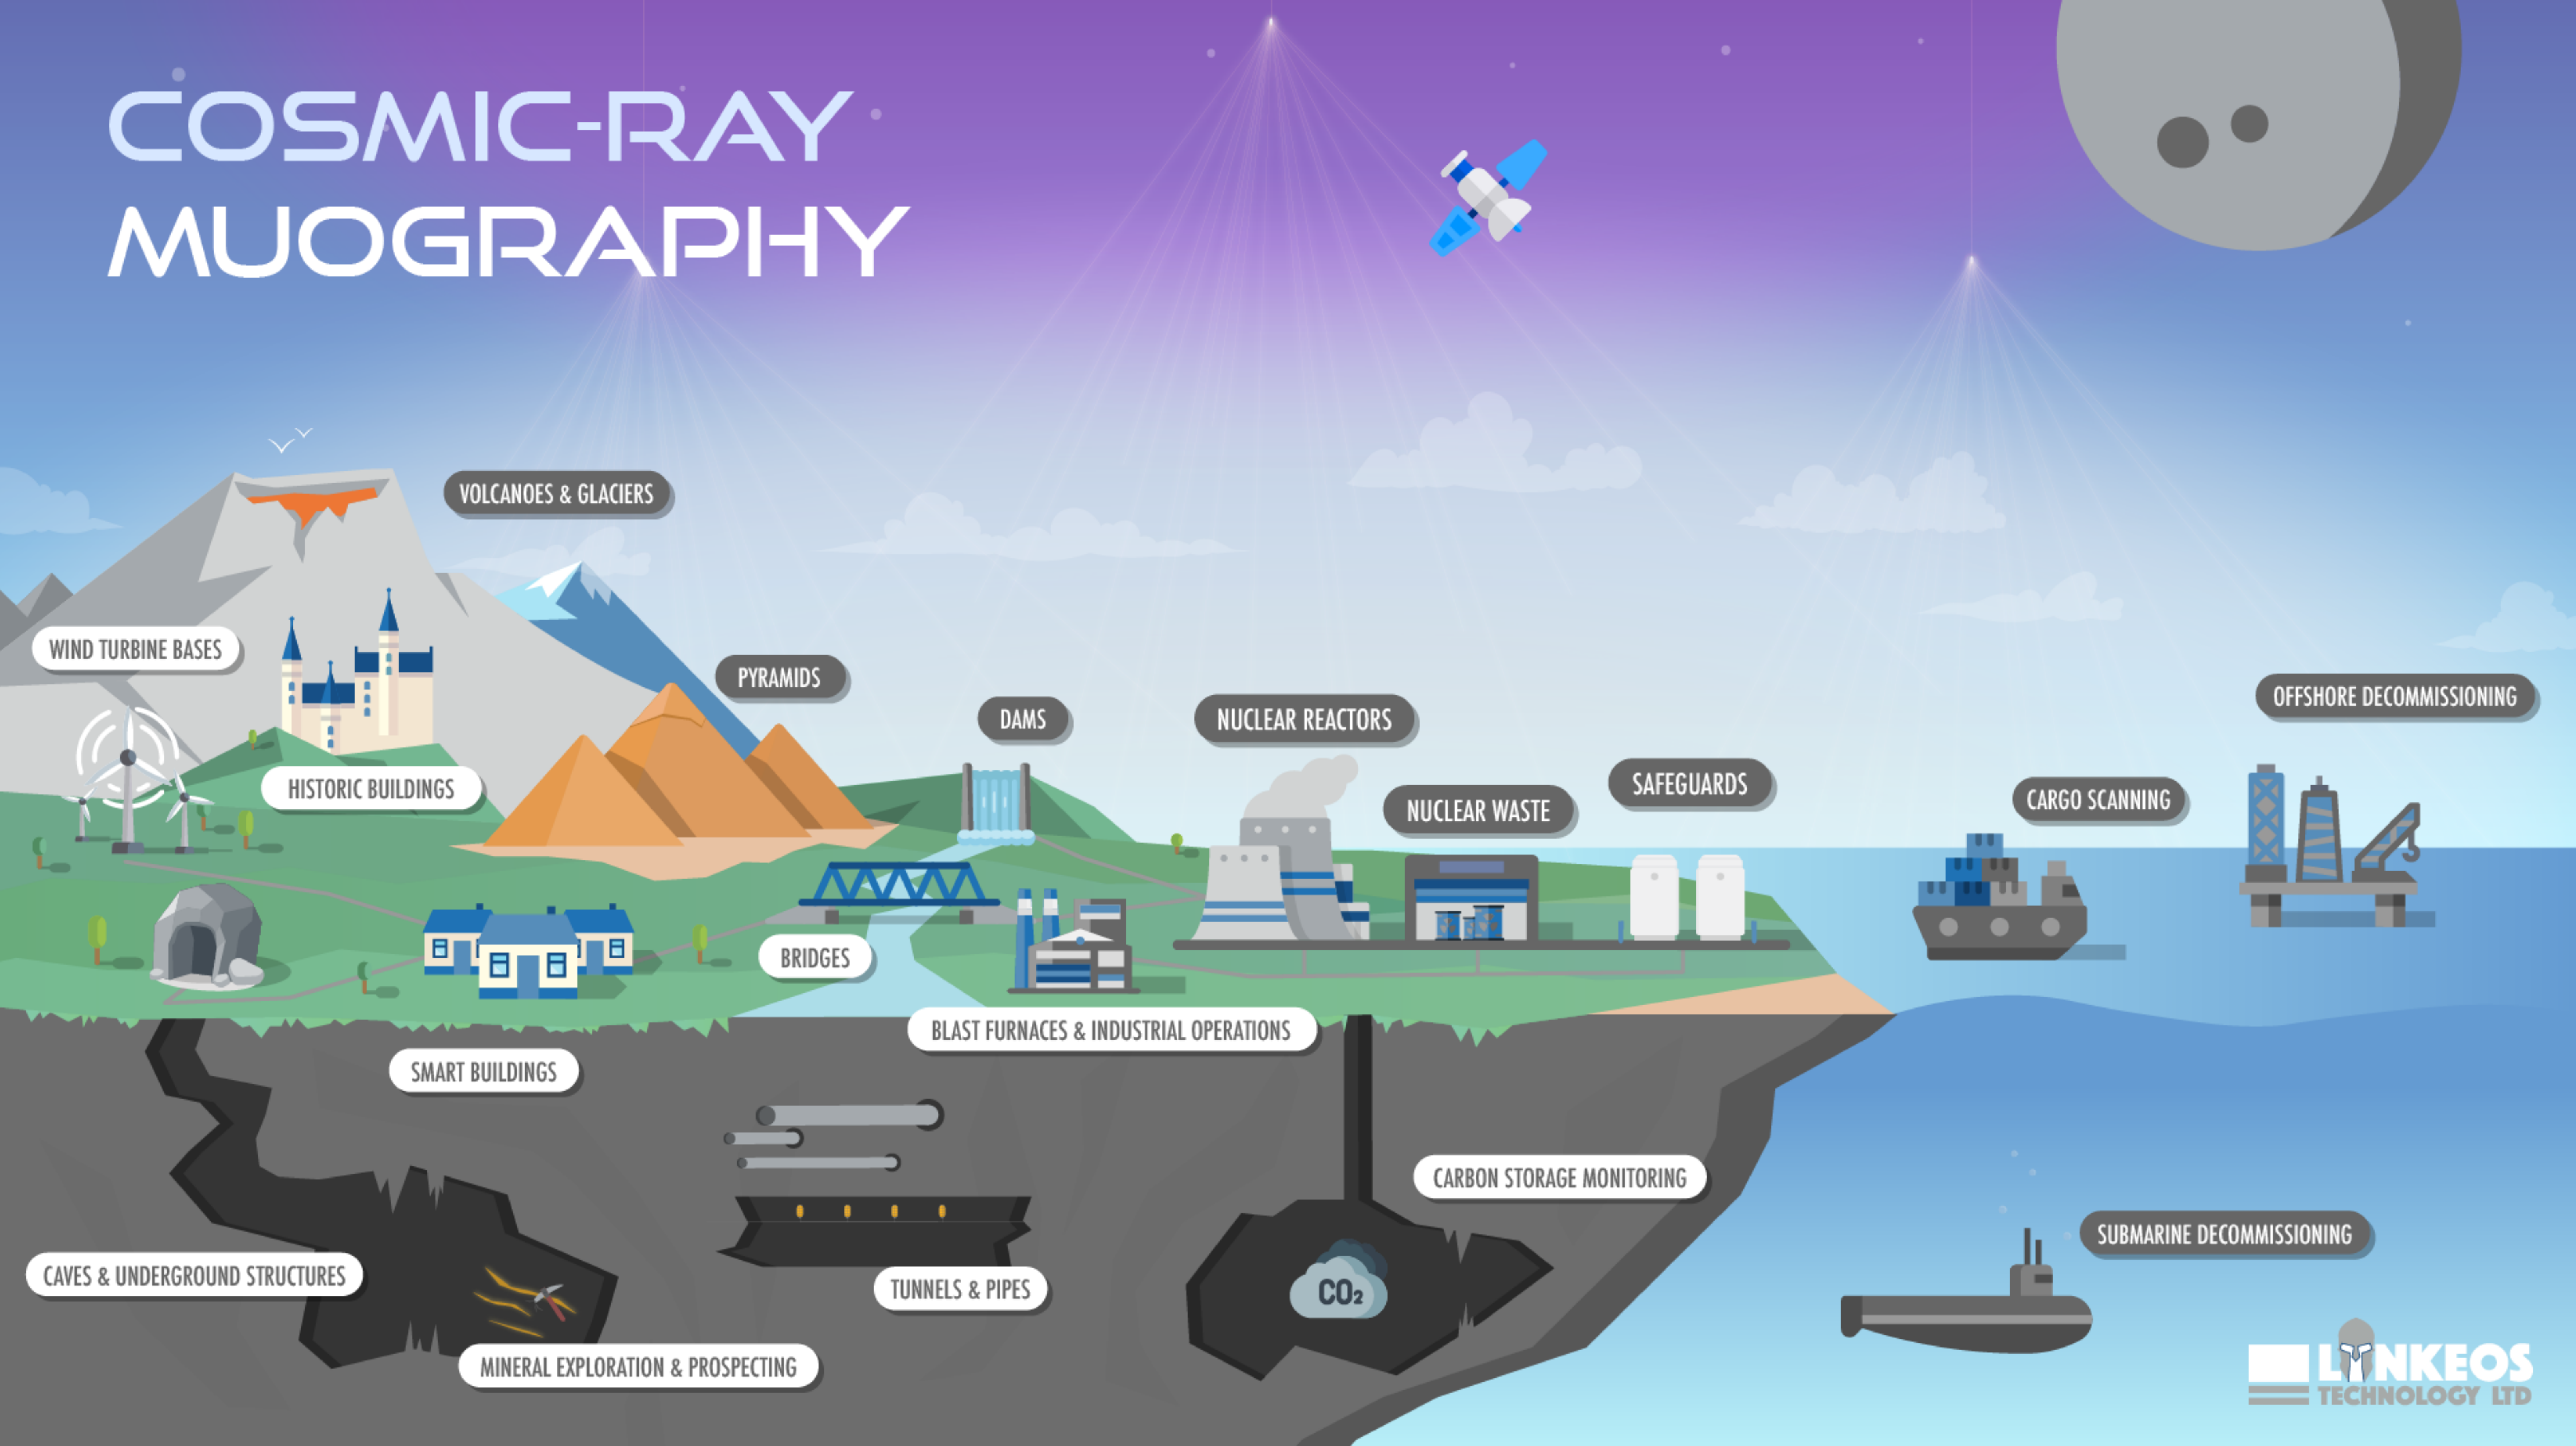 COSMIC-RAY
MUOGRAPHY
VOLCANOES & GLACIERS
WIND TURBINE BASES
PYRAMIDS
OFFSHORE DECOMMISSIONING
DAMS
NUCLEAR REACTORS
HISTORIC BUILDINGS
SAFEGUARDS
CARGO SCANNING
NUCLEAR WASTE
BRIDGES
BLAST FURNACES & INDUSTRIAL OPERATIONS
SMART BUILDINGS
CARBON STORAGE MONITORING
SUBMARINE DECOMMISSIONING
CAVES & UNDERGROUND STRUCTURES
TUNNELS & PIPES
CO₂
MINERAL EXPLORATION & PROSPECTING
LYNKEOS
TECHNOLOGY LTD